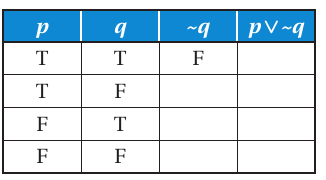 p q ~q p∨~q
T T F
T F
F T
F F